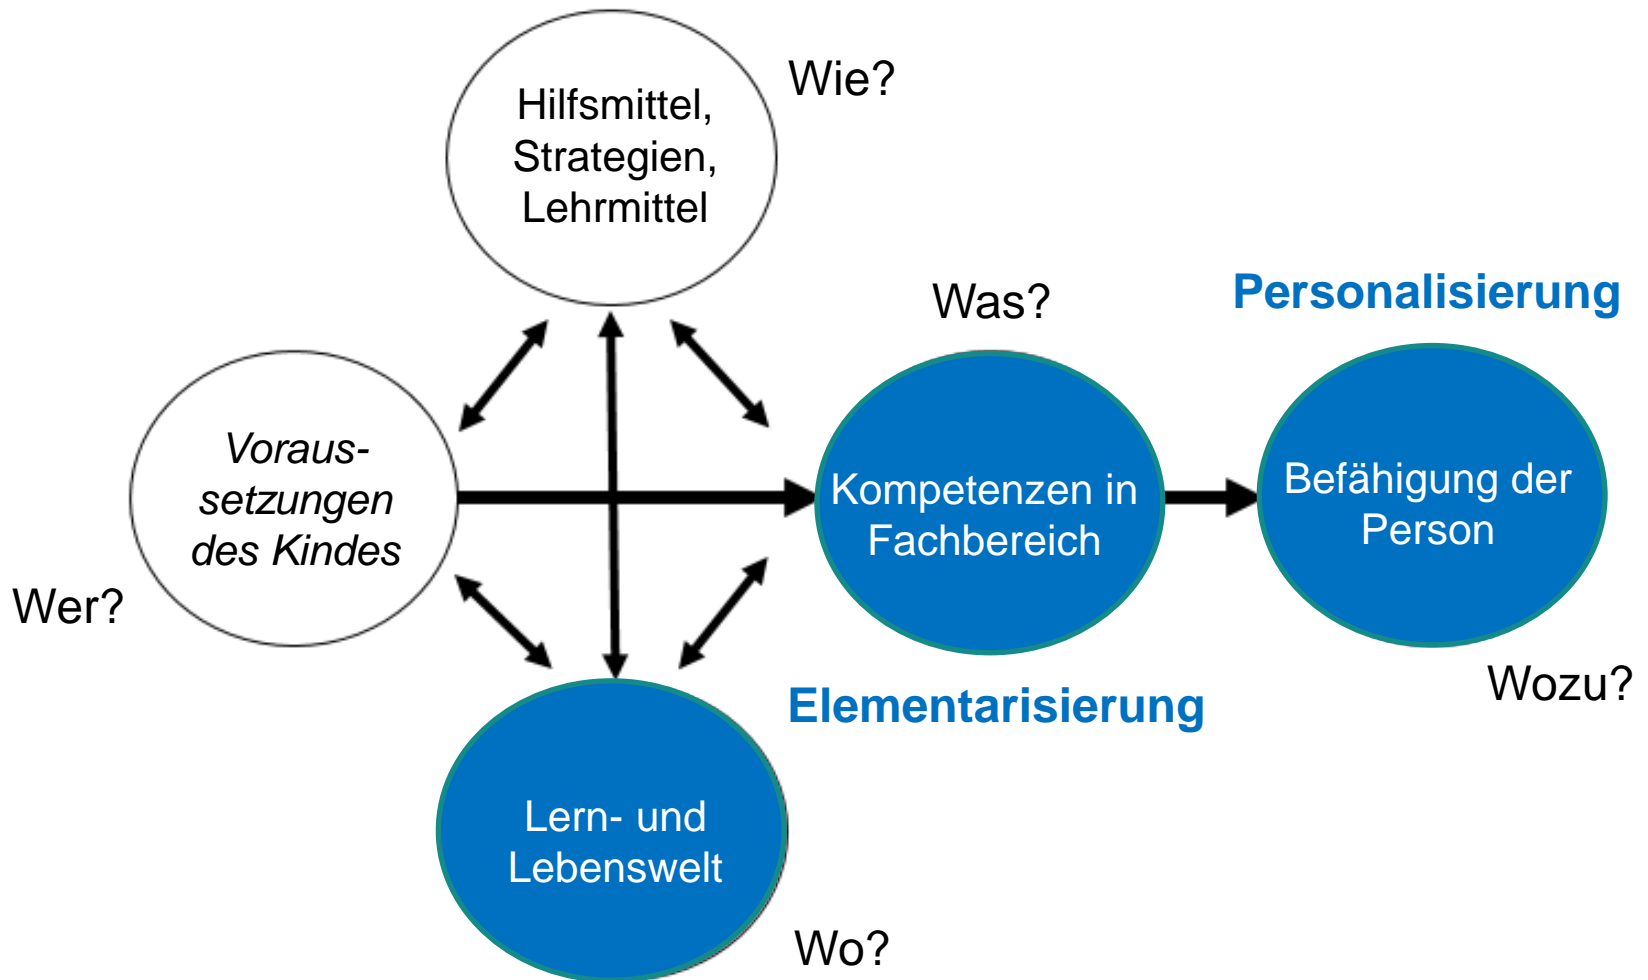 Wie?
Hilfsmittel,
Strategien,
Lehrmittel
Was?
Personalisierung
Voraus-
setzungen
des Kindes
Wer?
Kompetenzen in
Fachbereich
Befähigung der
Person
Wozu?
Elementarisierung
Lern- und
Lebenswelt
Wo?